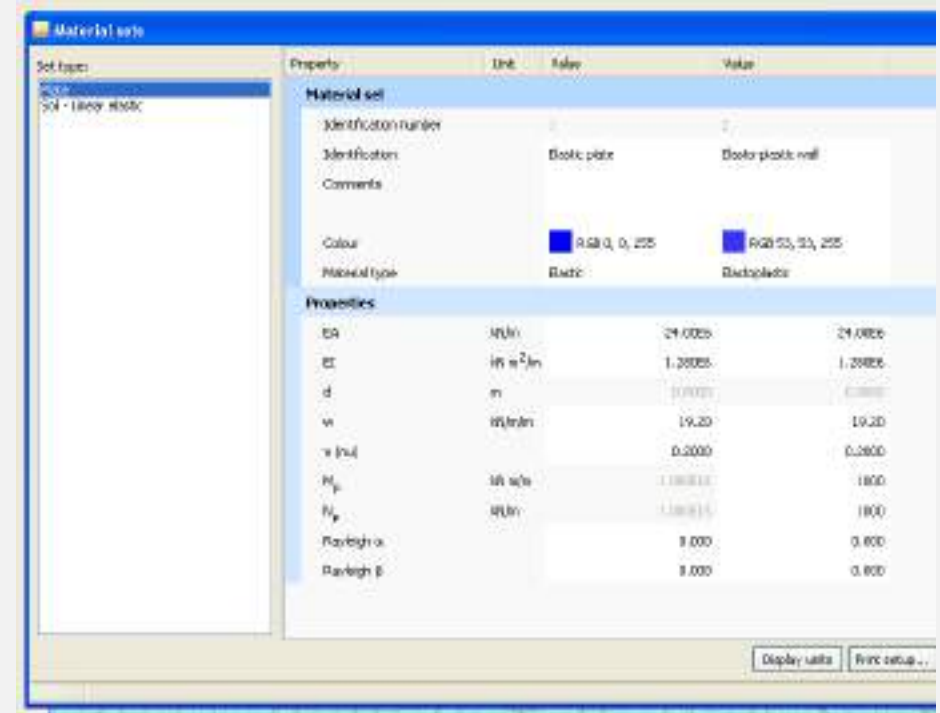 Material sets
Set type:
Plate
Soil - Linear elastic
Property Unit Value Value
Material set
Identification number
Identification Elastic plate Elasto-plastic wall
Comments
Colour RGB 0, 0, 255 RGB 53, 53, 255
Material type Elastic Elastoplastic
Properties
EA kN/m 24.00E6 24.00E6
EI kN m²/m 1.280E6 1.280E6
d m
w kN/m/m 19.20 19.20
v (nu) 0.2000 0.2000
Mp kN m/m 1000
Np kN/m 1000
Rayleigh α 0.000 0.000
Rayleigh β 0.000 0.000
Display units Print setup...